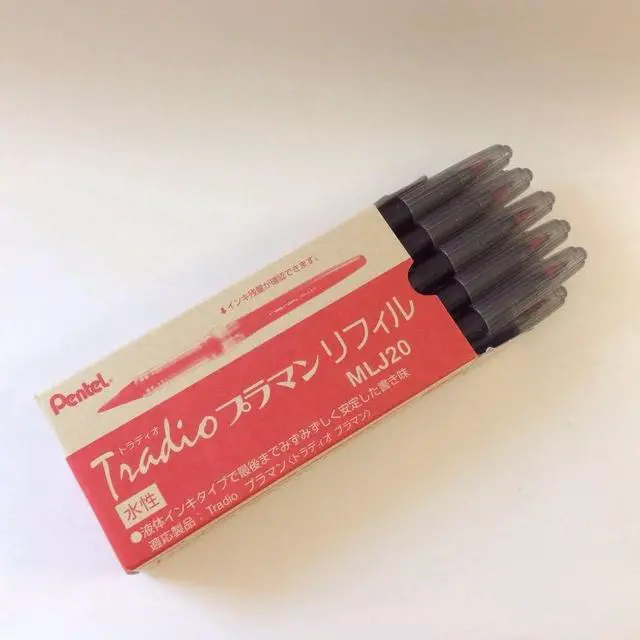 ↓インキ残量が確認できます。
Pentel
トラディオ
Tradio プラマン リフィル
MLJ20
水性
●液体インキタイプで最後までみずみずしく安定した書き味
適応製品：Tradio プラマン〈トラディオ プラマン〉